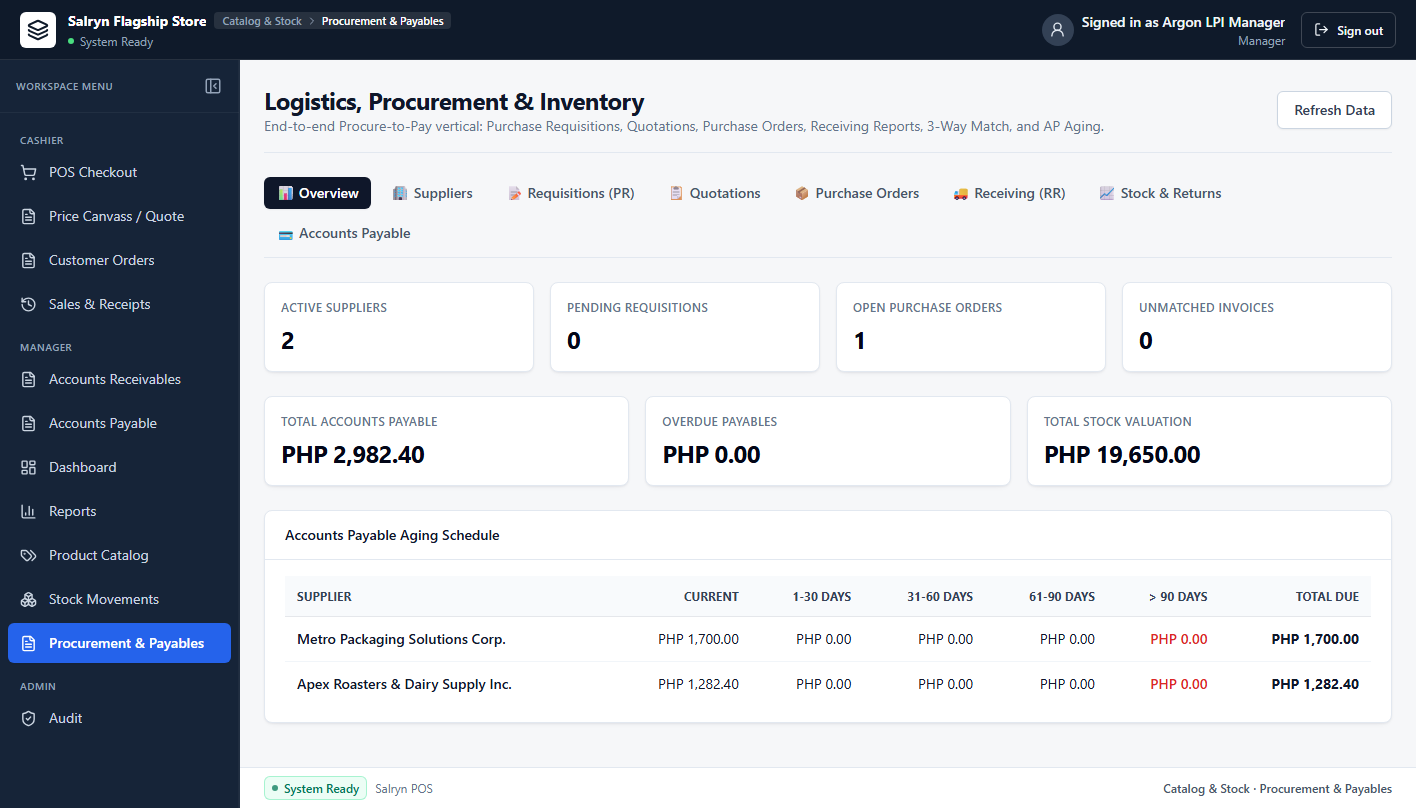 Salryn Flagship Store
Catalog & Stock > Procurement & Payables
System Ready
Signed in as Argon LPI Manager
Manager
Sign out
WORKSPACE MENU
CASHIER
POS Checkout
Price Canvass / Quote
Customer Orders
Sales & Receipts
MANAGER
Accounts Receivables
Accounts Payable
Dashboard
Reports
Product Catalog
Stock Movements
Procurement & Payables
ADMIN
Audit
Logistics, Procurement & Inventory
End-to-end Procure-to-Pay vertical: Purchase Requisitions, Quotations, Purchase Orders, Receiving Reports, 3-Way Match, and AP Aging.
Refresh Data
Overview
Suppliers
Requisitions (PR)
Quotations
Purchase Orders
Receiving (RR)
Stock & Returns
Accounts Payable
ACTIVE SUPPLIERS
2
PENDING REQUISITIONS
0
OPEN PURCHASE ORDERS
1
UNMATCHED INVOICES
0
TOTAL ACCOUNTS PAYABLE
PHP 2,982.40
OVERDUE PAYABLES
PHP 0.00
TOTAL STOCK VALUATION
PHP 19,650.00
Accounts Payable Aging Schedule
SUPPLIER CURRENT 1-30 DAYS 31-60 DAYS 61-90 DAYS > 90 DAYS TOTAL DUE
Metro Packaging Solutions Corp. PHP 1,700.00 PHP 0.00 PHP 0.00 PHP 0.00 PHP 0.00 PHP 1,700.00
Apex Roasters & Dairy Supply Inc. PHP 1,282.40 PHP 0.00 PHP 0.00 PHP 0.00 PHP 0.00 PHP 1,282.40
System Ready
Salryn POS
Catalog & Stock · Procurement & Payables